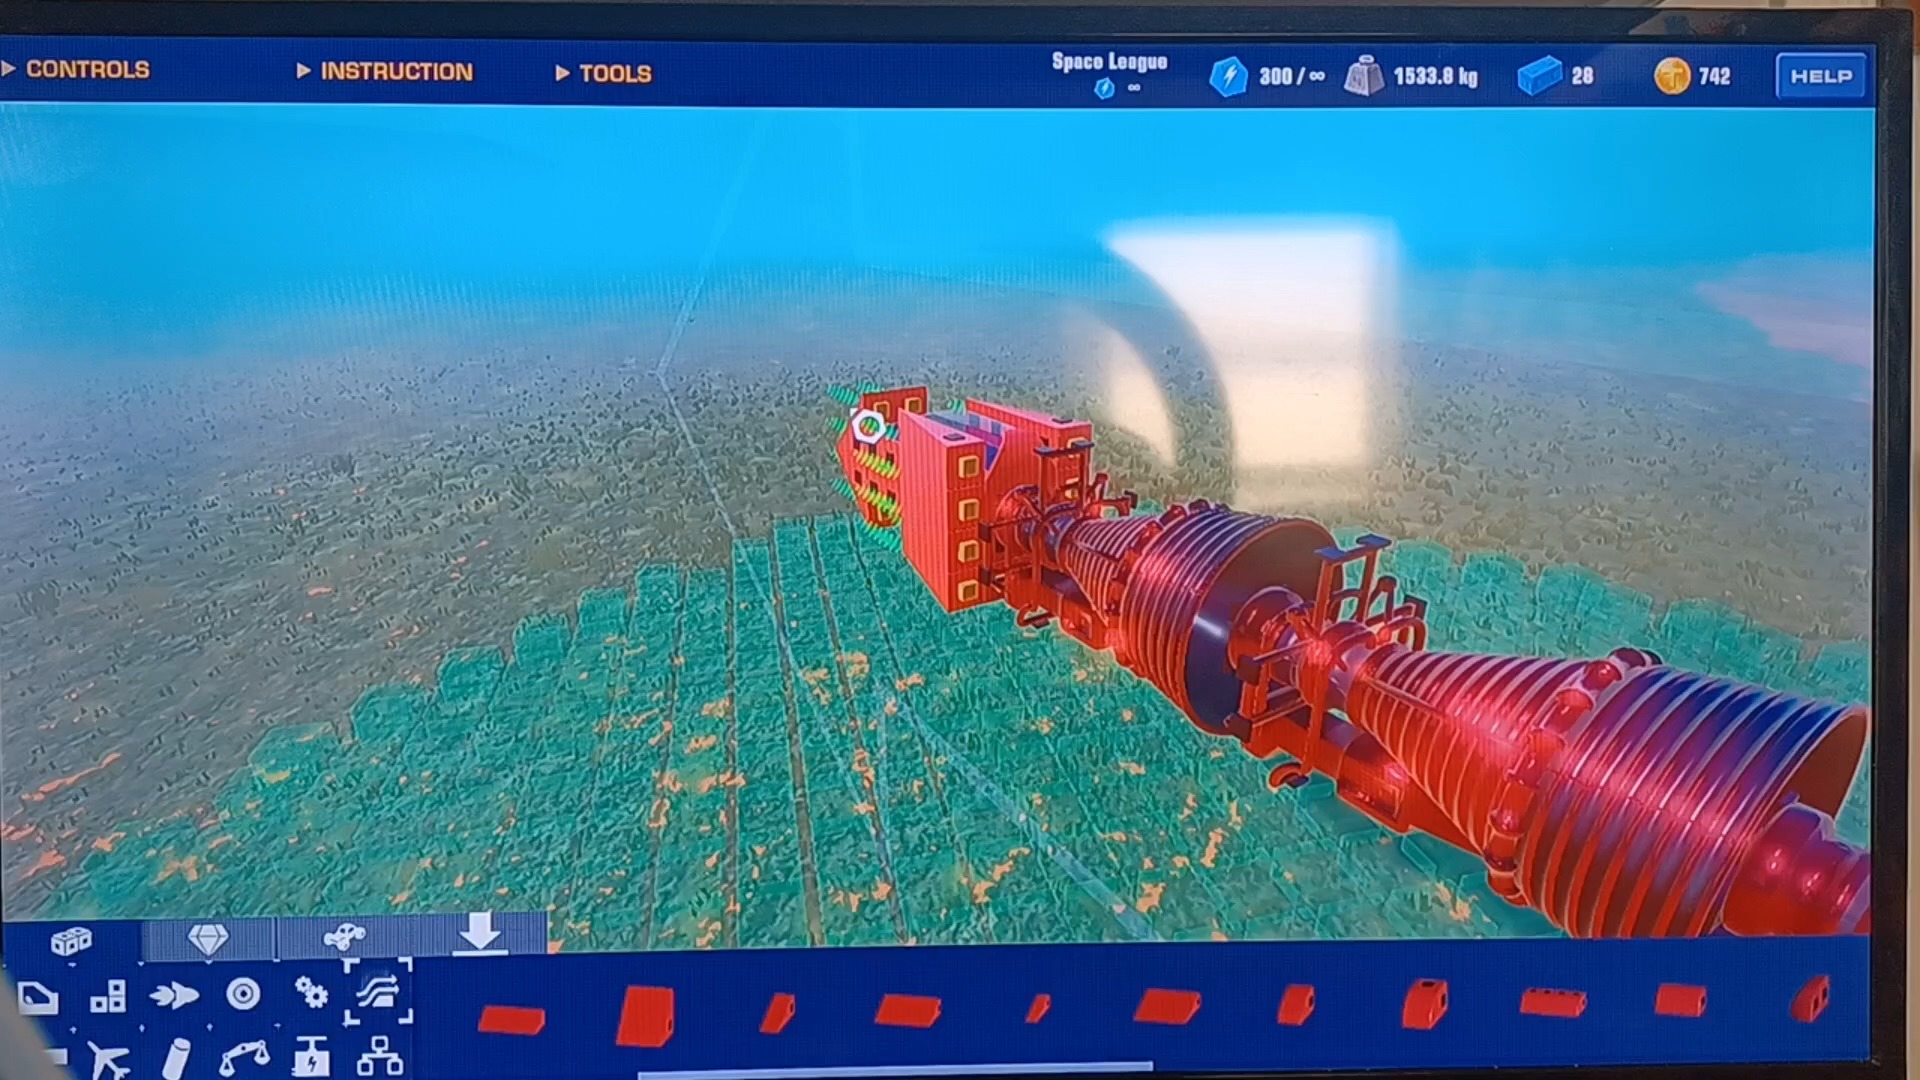 CONTROLS
INSTRUCTION
TOOLS
Space League
∞
300/∞
1533.8 kg
28
742
HELP